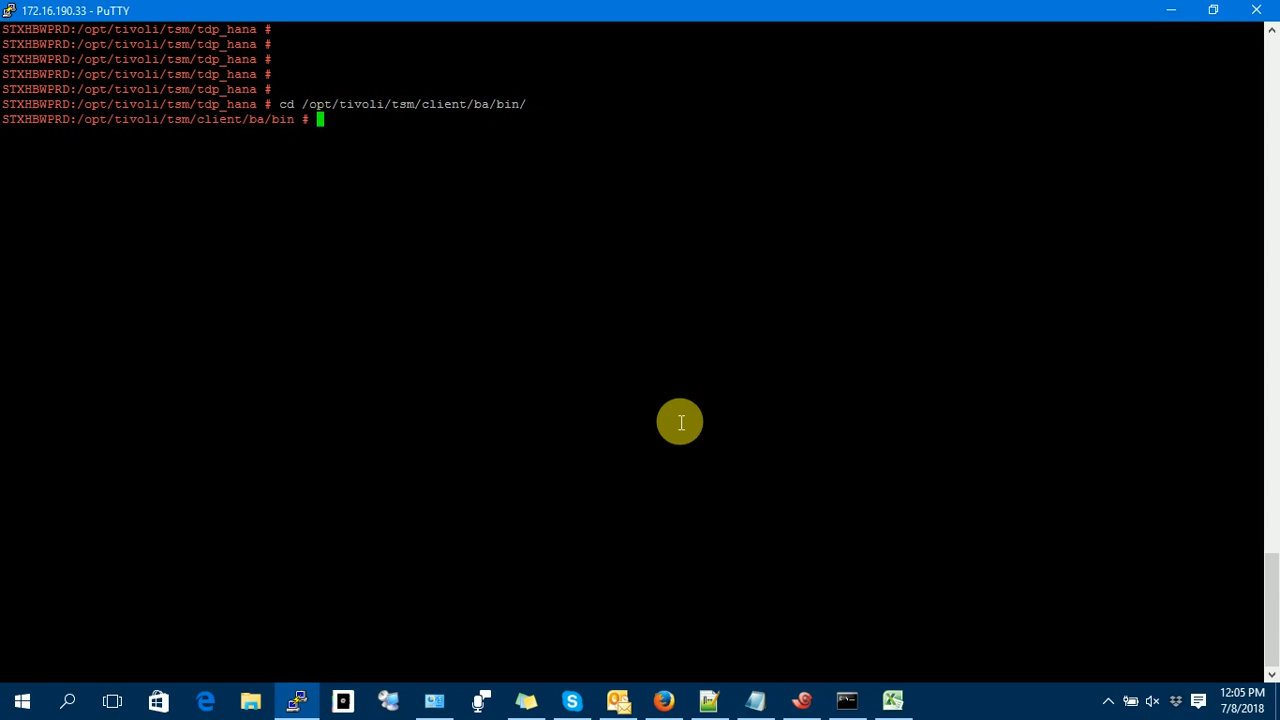 172.16.190.33 - PuTTY
STXHBWPRD:/opt/tivoli/tsm/tdp_hana #
STXHBWPRD:/opt/tivoli/tsm/tdp_hana #
STXHBWPRD:/opt/tivoli/tsm/tdp_hana #
STXHBWPRD:/opt/tivoli/tsm/tdp_hana #
STXHBWPRD:/opt/tivoli/tsm/tdp_hana #
STXHBWPRD:/opt/tivoli/tsm/tdp_hana # cd /opt/tivoli/tsm/client/ba/bin/
STXHBWPRD:/opt/tivoli/tsm/client/ba/bin #
12:05 PM
7/8/2018